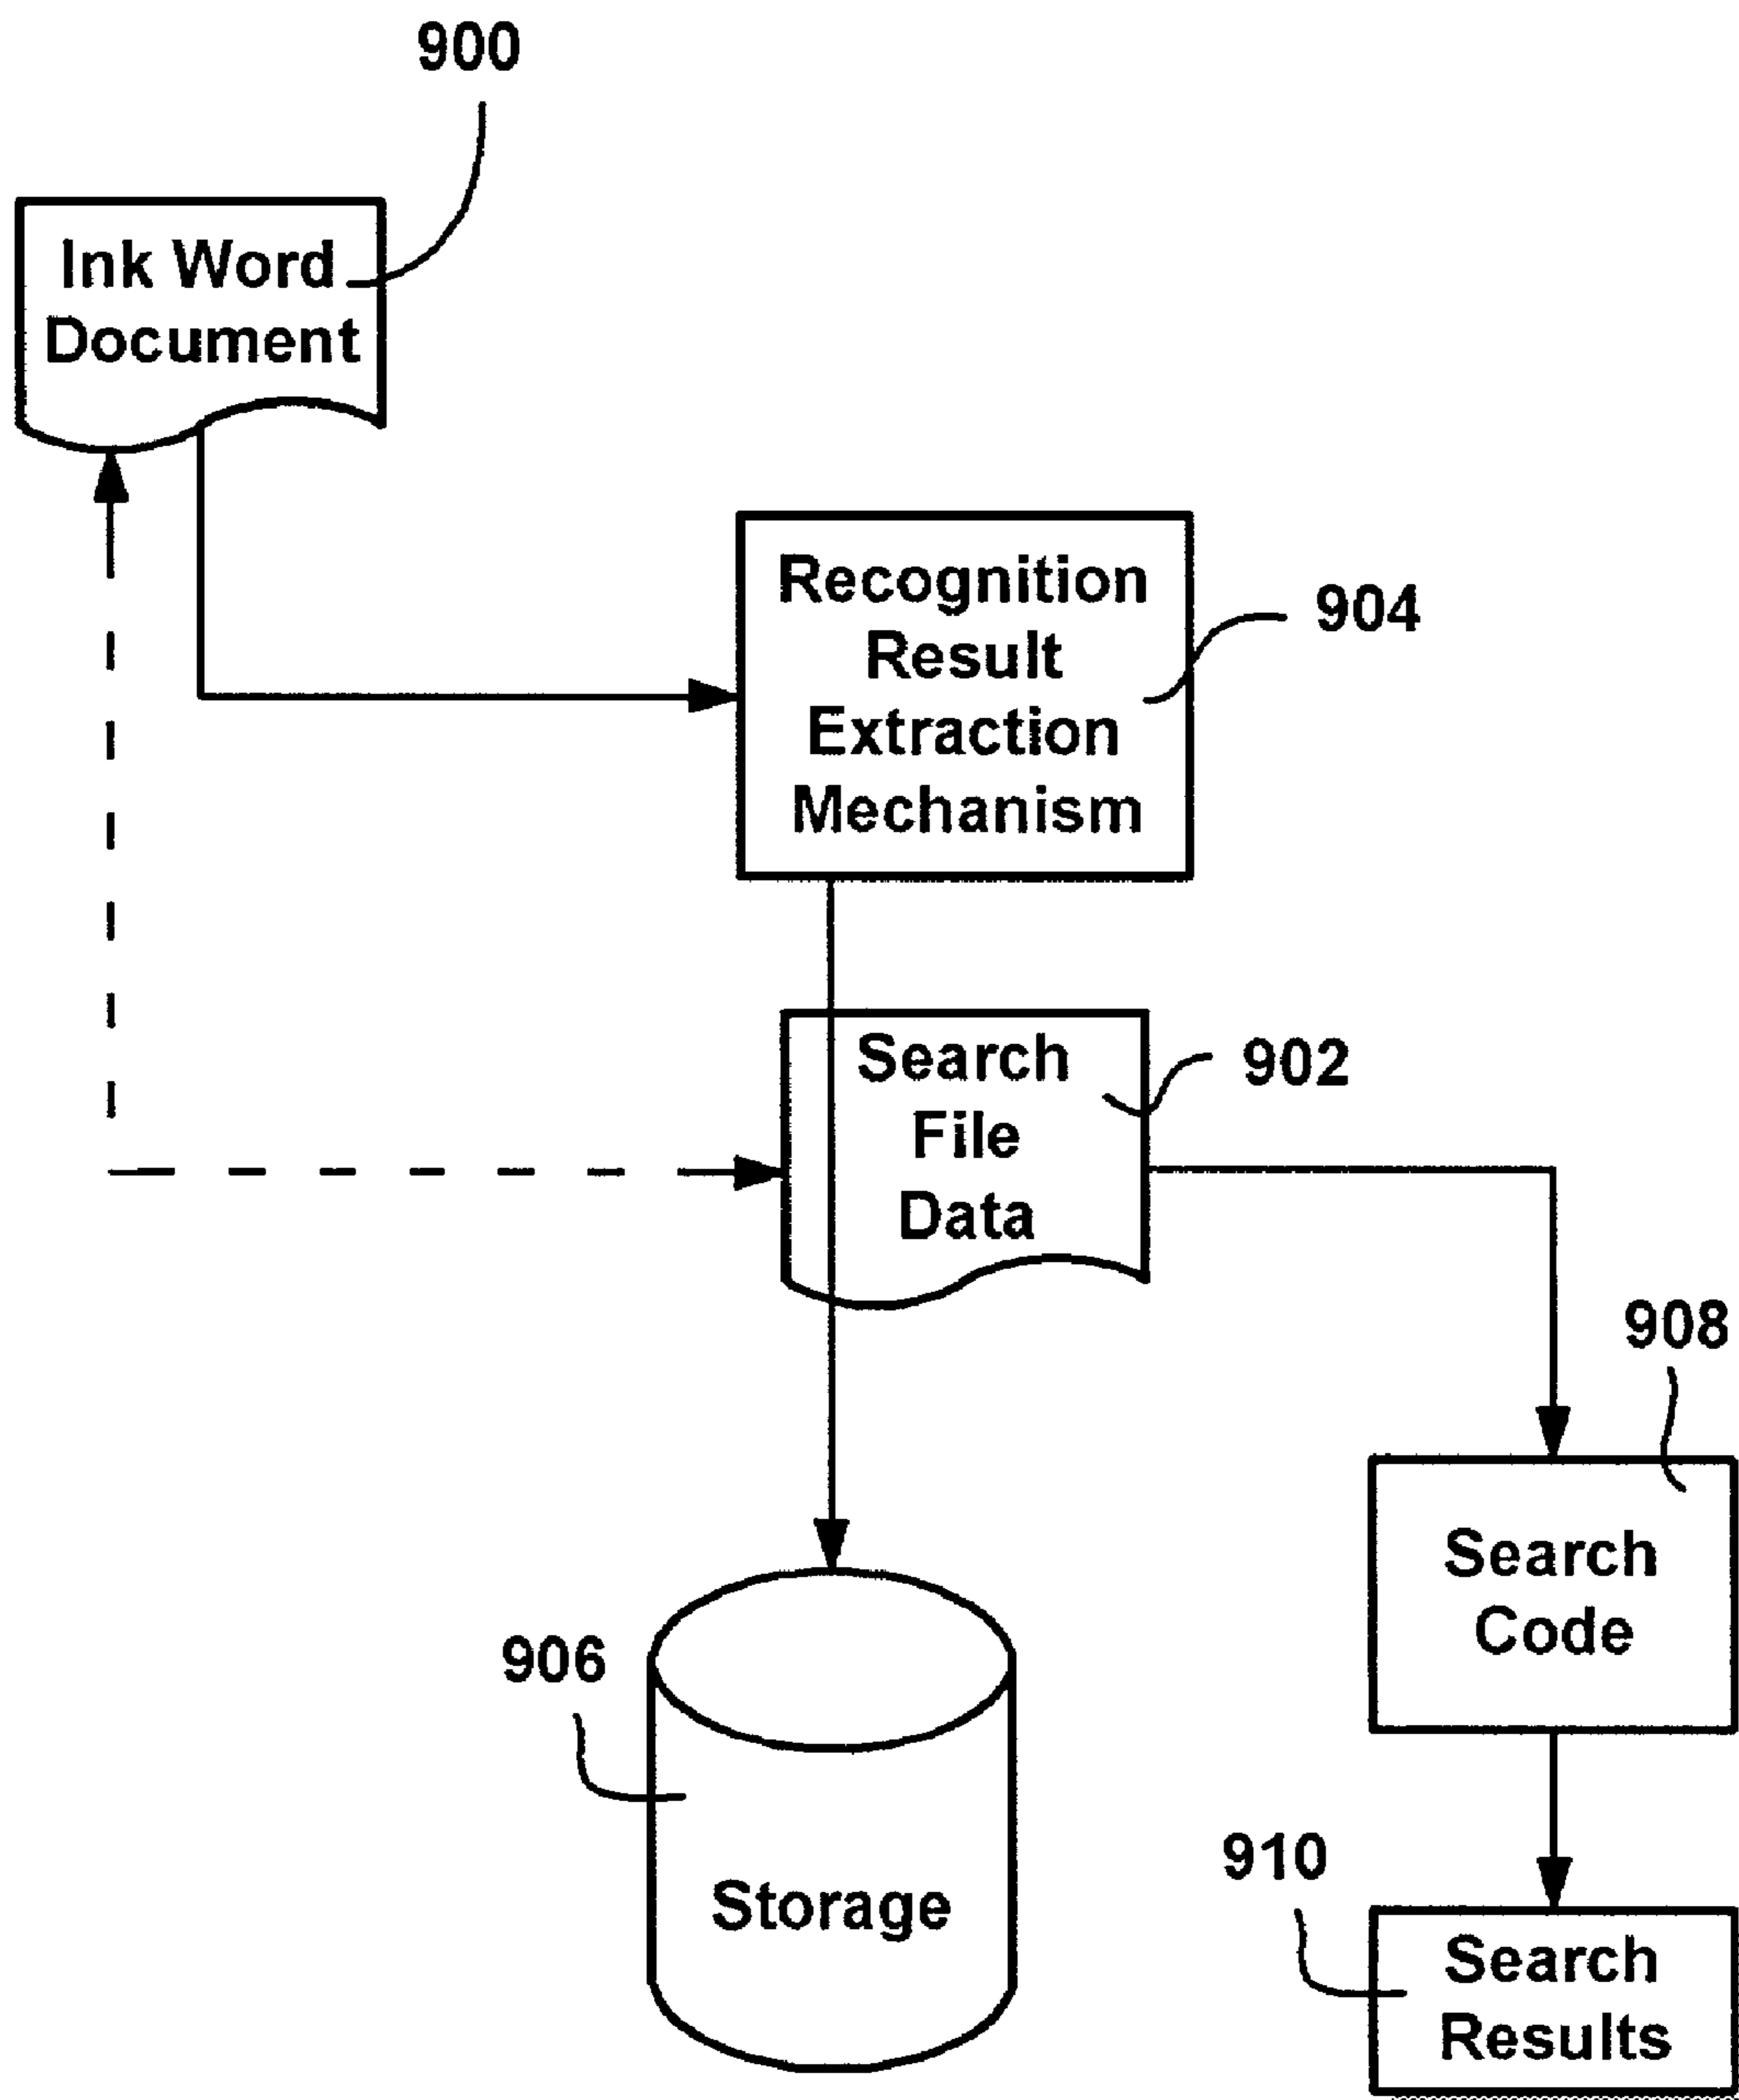 900
Ink Word
Document
Recognition
Result
Extraction
Mechanism
904
Search
File
Data
902
908
Search
Code
906
Storage
910
Search
Results